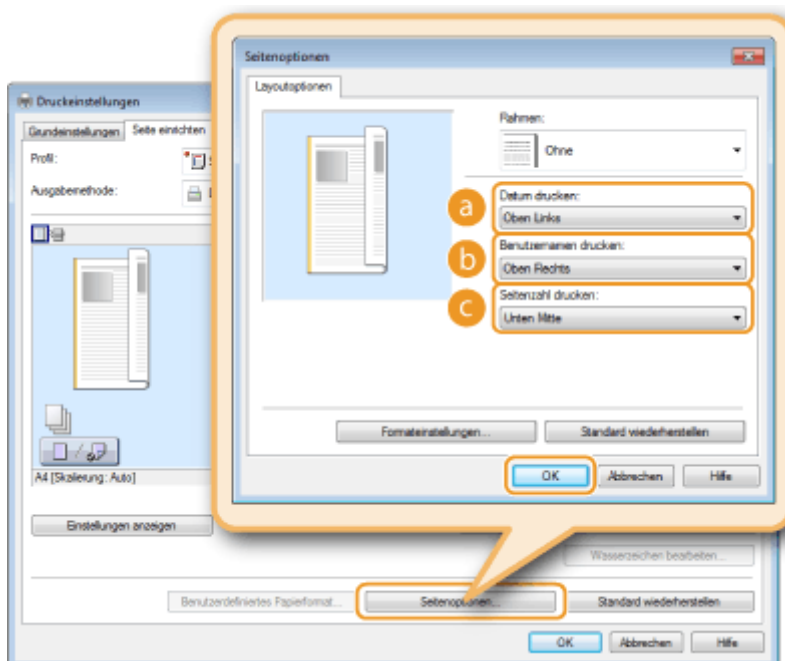 Seitenoptionen
Layoutoptionen
Rahmen:
Ohne
a
Datum drucken:
Oben Links
b
Benutzernamen drucken:
Oben Rechts
c
Seitenzahl drucken:
Unten Mitte
Formateinstellungen...
Standard wiederherstellen
OK
Abbrechen
Hilfe
Druckeinstellungen
Grundeinstellungen
Seite einrichten
Profil:
Ausgabemethode:
A4 [Skalierung: Auto]
Einstellungen anzeigen
Wasserzeichen bearbeiten...
Benutzerdefiniertes Papierformat...
Seitenoptionen...
Standard wiederherstellen
OK
Abbrechen
Hilfe